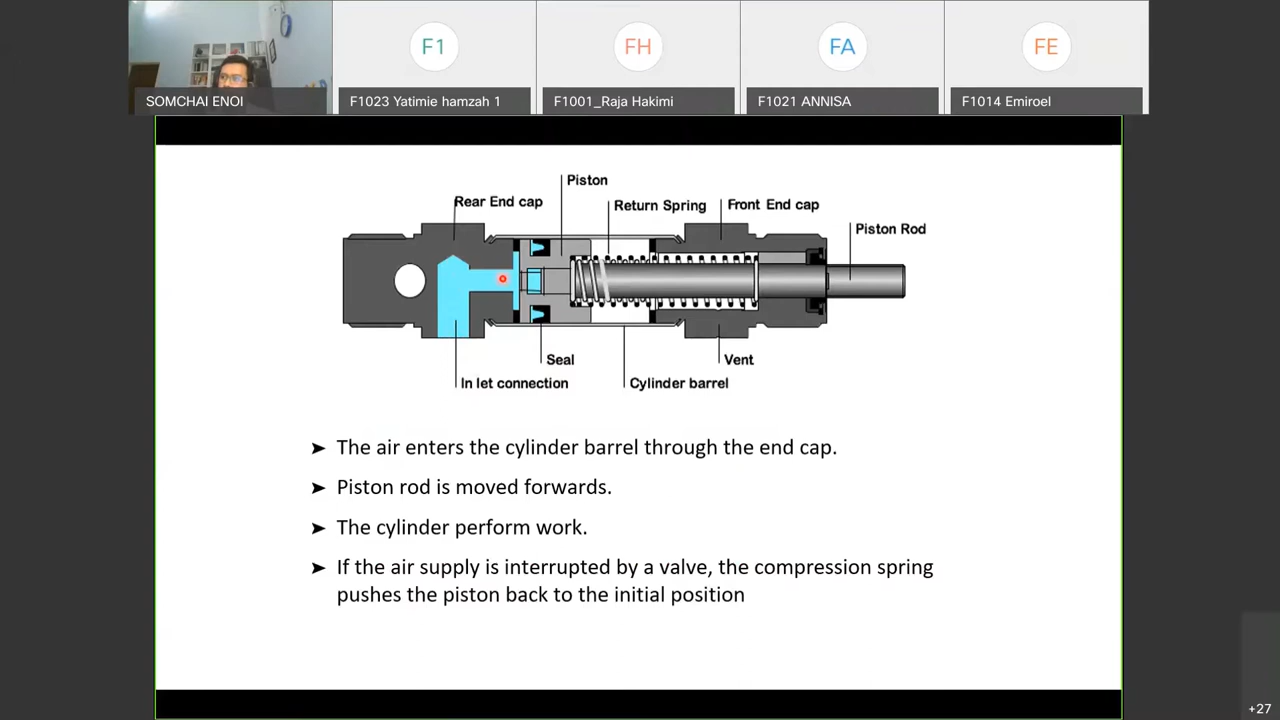 F1
FH
FA
FE
SOMCHAI ENOI
F1023 Yatimie hamzah 1
F1001_Raja Hakimi
F1021 ANNISA
F1014 Emiroel
Piston
Rear End cap
Return Spring
Front End cap
Piston Rod
Seal
Vent
In let connection
Cylinder barrel
➤ The air enters the cylinder barrel through the end cap.
➤ Piston rod is moved forwards.
➤ The cylinder perform work.
➤ If the air supply is interrupted by a valve, the compression spring
pushes the piston back to the initial position
+27